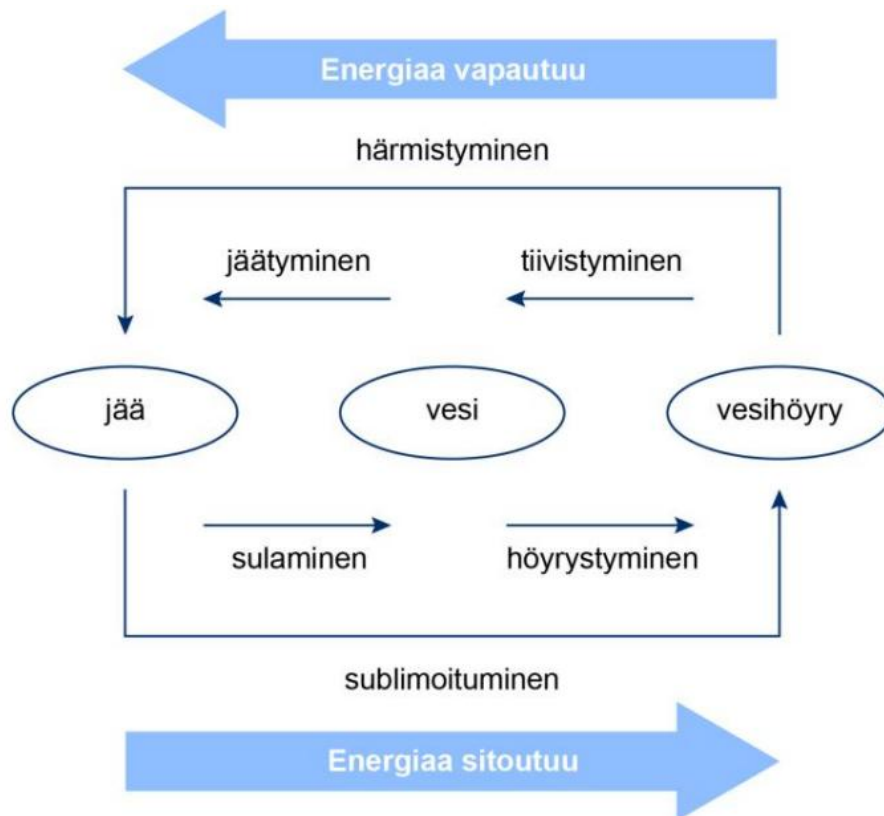 Energiaa vapautuu
härmistyminen
jäätyminen tiivistyminen
jää vesi vesihöyry
sulaminen höyrystyminen
sublimoituminen
Energiaa sitoutuu